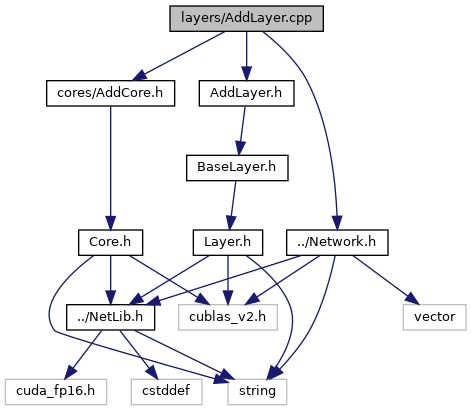 layers/AddLayer.cpp
cores/AddCore.h
AddLayer.h
BaseLayer.h
Core.h
Layer.h
../Network.h
../NetLib.h
cublas_v2.h
vector
cuda_fp16.h
cstddef
string